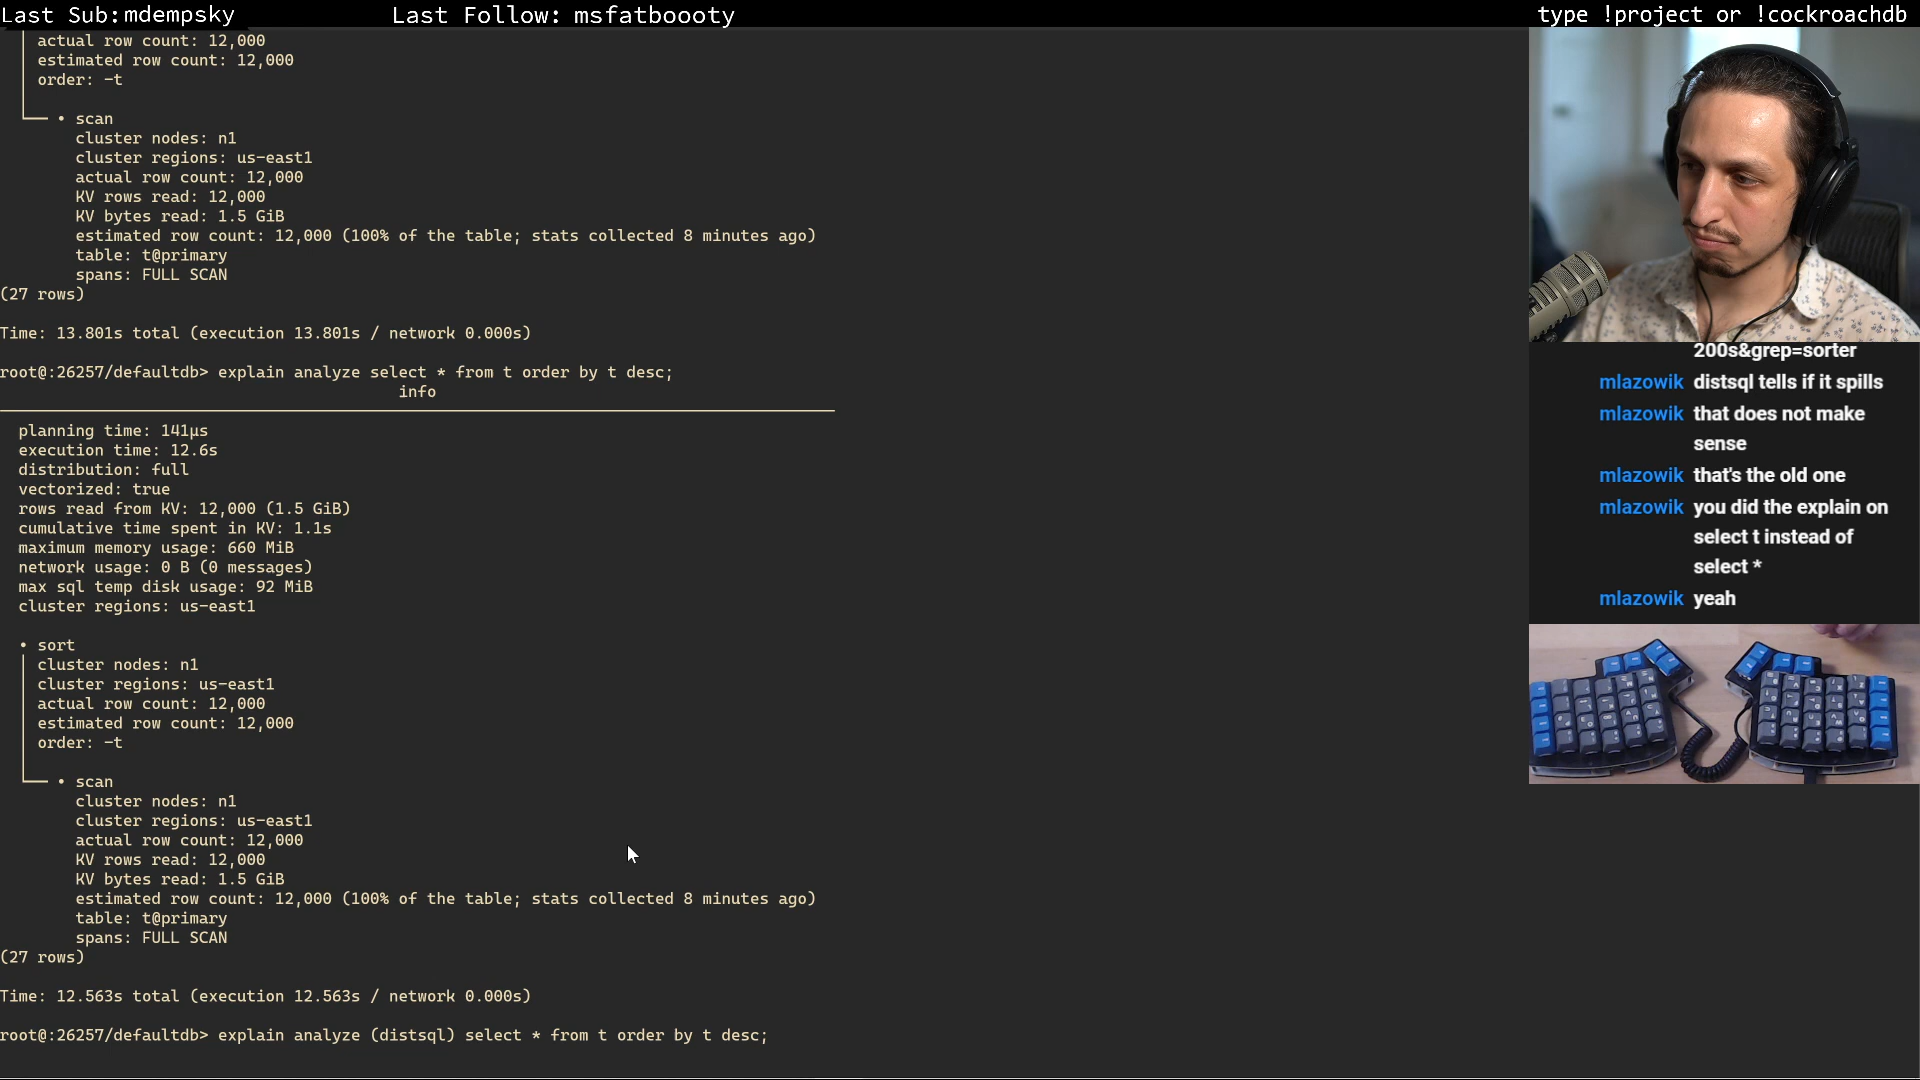 Last Sub:mdempsky
Last Follow: msfatboooty
type !project or !cockroachdb
actual row count: 12,000
estimated row count: 12,000
order: -t
• scan
cluster nodes: n1
cluster regions: us-east1
actual row count: 12,000
KV rows read: 12,000
KV bytes read: 1.5 GiB
estimated row count: 12,000 (100% of the table; stats collected 8 minutes ago)
table: t@primary
spans: FULL SCAN
(27 rows)
Time: 13.801s total (execution 13.801s / network 0.000s)
root@:26257/defaultdb> explain analyze select * from t order by t desc;
info
planning time: 141µs
execution time: 12.6s
distribution: full
vectorized: true
rows read from KV: 12,000 (1.5 GiB)
cumulative time spent in KV: 1.1s
maximum memory usage: 660 MiB
network usage: 0 B (0 messages)
max sql temp disk usage: 92 MiB
cluster regions: us-east1
• sort
cluster nodes: n1
cluster regions: us-east1
actual row count: 12,000
estimated row count: 12,000
order: -t
• scan
cluster nodes: n1
cluster regions: us-east1
actual row count: 12,000
KV rows read: 12,000
KV bytes read: 1.5 GiB
estimated row count: 12,000 (100% of the table; stats collected 8 minutes ago)
table: t@primary
spans: FULL SCAN
(27 rows)
Time: 12.563s total (execution 12.563s / network 0.000s)
root@:26257/defaultdb> explain analyze (distsql) select * from t order by t desc;
200s&grep=sorter
mlazowik distsql tells if it spills
mlazowik that does not make
sense
mlazowik that's the old one
mlazowik you did the explain on
select t instead of
select *
mlazowik yeah